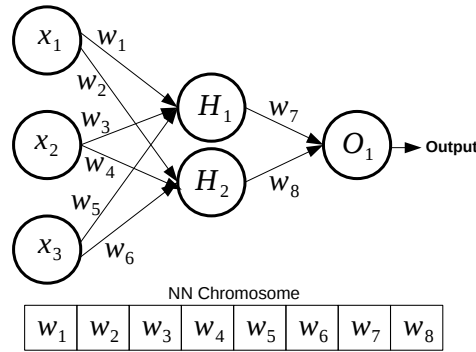 x₁
w₁
w₂
H₁
w₇
x₂
w₃
w₄
O₁
Output
H₂
w₈
w₅
x₃
w₆
NN Chromosome
w₁ w₂ w₃ w₄ w₅ w₆ w₇ w₈